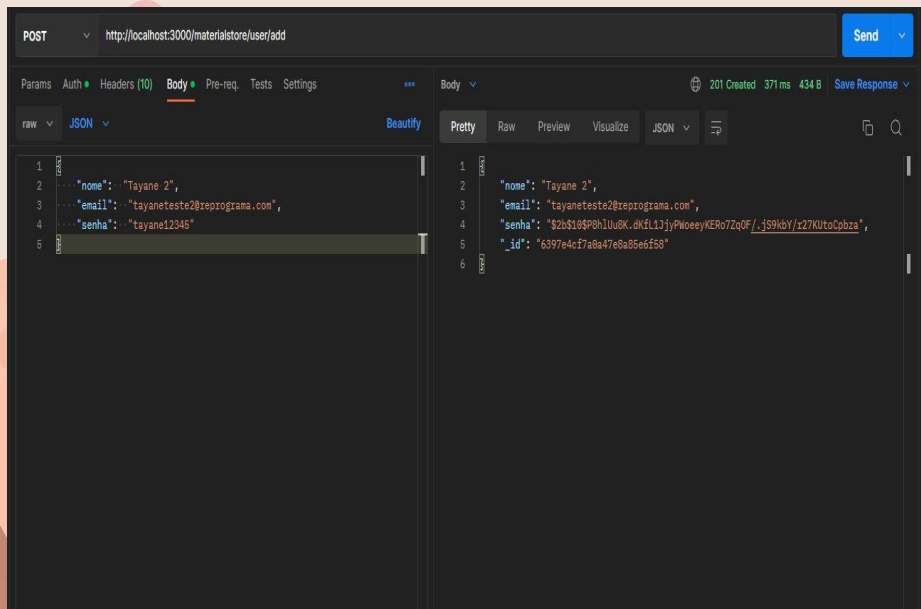 POST http://localhost:3000/materialstore/user/add Send
Params Auth Headers (10) Body Pre-req. Tests Settings
raw JSON Beautify
1 {
2 "nome": "Tayane 2",
3 "email": "tayaneteste2@reprograma.com",
4 "senha": "tayane12345"
5 }
Body 201 Created 371 ms 434 B Save Response
Pretty Raw Preview Visualize JSON
1 {
2 "nome": "Tayane 2",
3 "email": "tayaneteste2@reprograma.com",
4 "senha": "$2b$10$P8hlUu8K.dKfL1JjyPWoeeyKERo7ZqOF/.jS9kbY/r27KUtoCpbza",
5 "_id": "6397e4cf7a0a47e8a85e6f58"
6 }